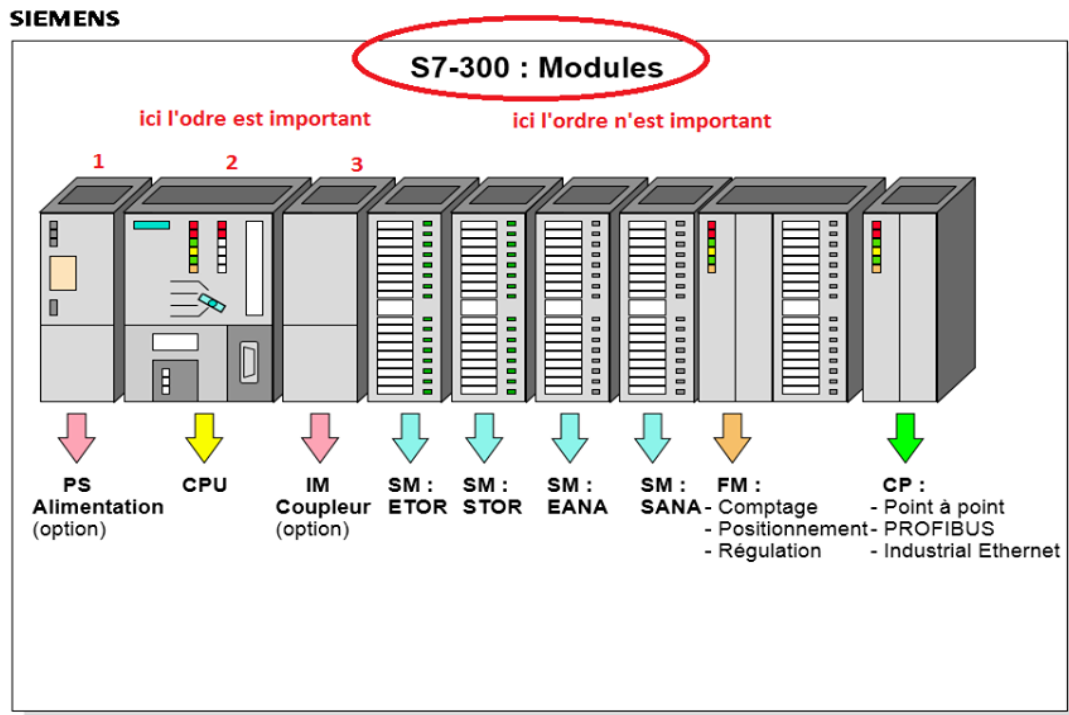 SIEMENS
S7-300 : Modules
ici l'odre est important
ici l'ordre n'est important
1
2
3
PS
Alimentation
(option)
CPU
IM
Coupleur
(option)
SM :
ETOR
SM :
STOR
SM :
EANA
SM :
SANA
FM :
- Comptage
- Positionnement
- Régulation
CP :
- Point à point
- PROFIBUS
- Industrial Ethernet